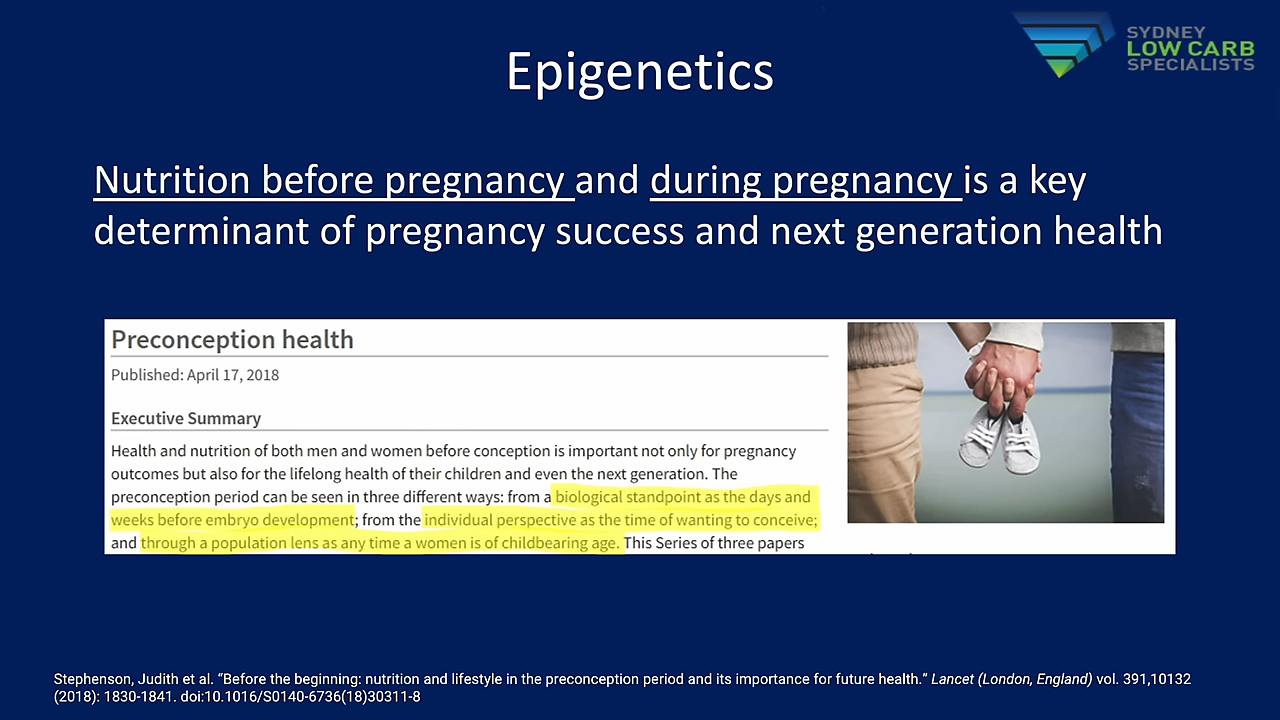 SYDNEY
LOW CARB
SPECIALISTS
Epigenetics
Nutrition before pregnancy and during pregnancy is a key
determinant of pregnancy success and next generation health
Preconception health
Published: April 17, 2018
Executive Summary
Health and nutrition of both men and women before conception is important not only for pregnancy
outcomes but also for the lifelong health of their children and even the next generation. The
preconception period can be seen in three different ways: from a biological standpoint as the days and
weeks before embryo development; from the individual perspective as the time of wanting to conceive;
and through a population lens as any time a women is of childbearing age. This Series of three papers
Stephenson, Judith et al. “Before the beginning: nutrition and lifestyle in the preconception period and its importance for future health.” Lancet (London, England) vol. 391,10132
(2018): 1830-1841. doi:10.1016/S0140-6736(18)30311-8